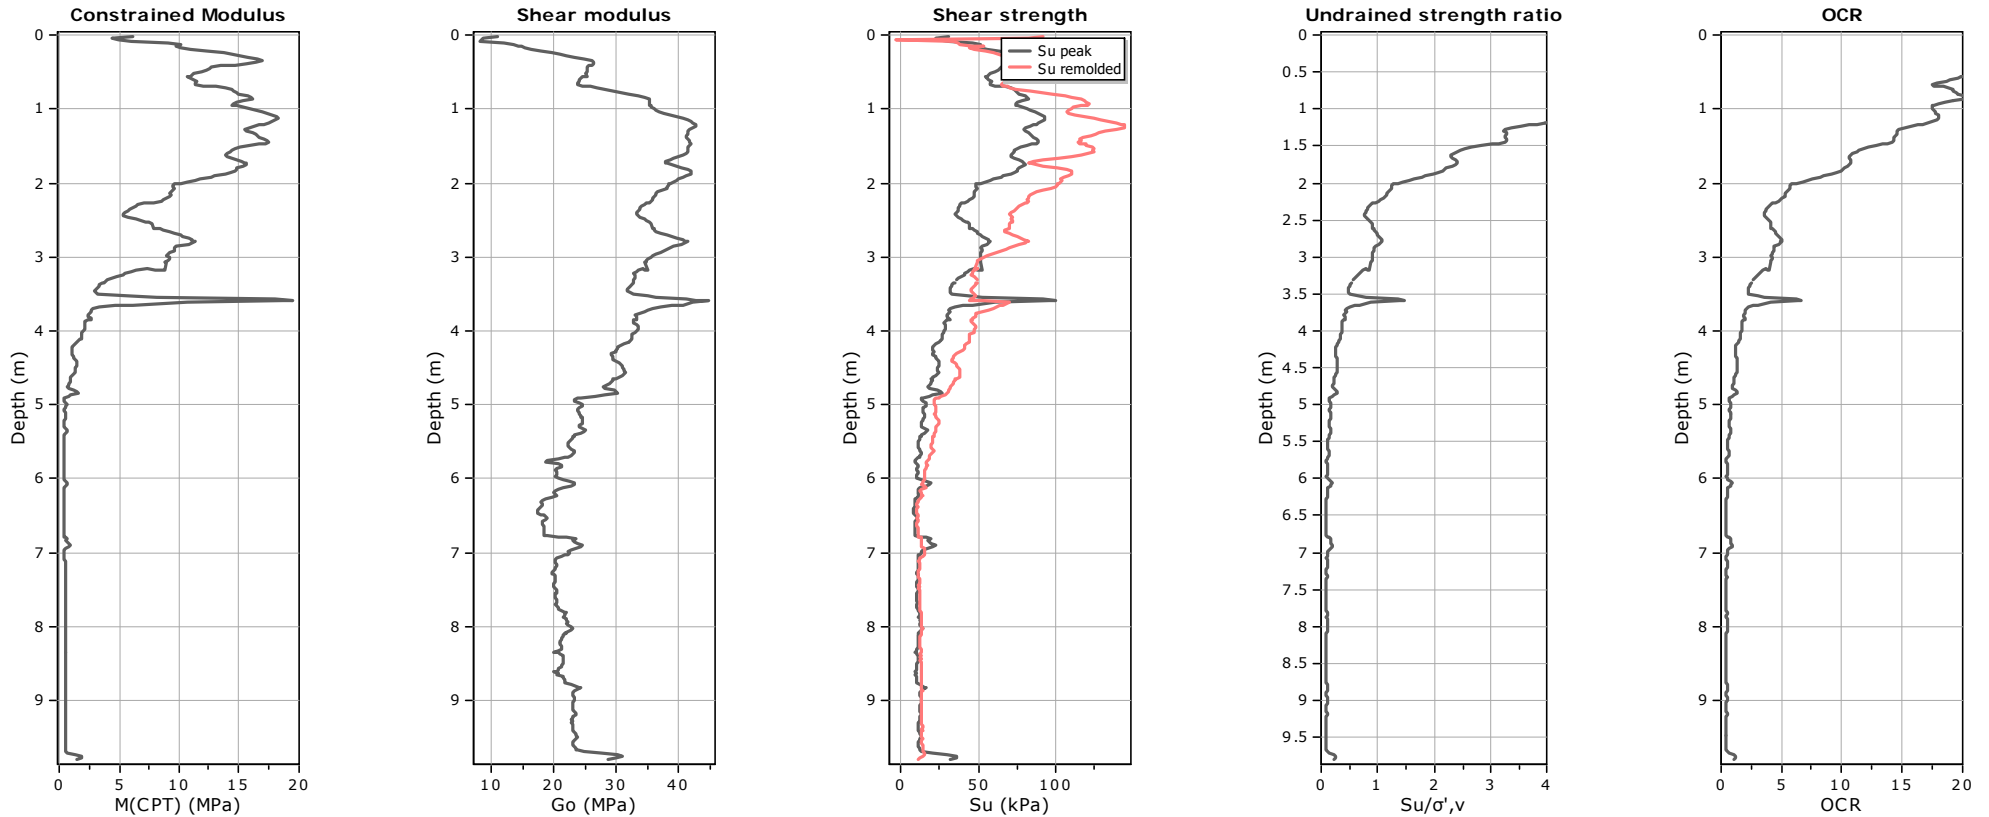 Constrained Modulus
0
1
2
3
4
5
6
7
8
9
Depth (m)
0 5 10 15 20
M(CPT) (MPa)
Shear modulus
0
1
2
3
4
5
6
7
8
9
Depth (m)
10 20 30 40
Go (MPa)
Shear strength
Su peak
Su remolded
0
1
2
3
4
5
6
7
8
9
Depth (m)
0 50 100
Su (kPa)
Undrained strength ratio
0
0.5
1
1.5
2
2.5
3
3.5
4
4.5
5
5.5
6
6.5
7
7.5
8
8.5
9
9.5
Depth (m)
0 1 2 3 4
Su/σ',v
OCR
0
1
2
3
4
5
6
7
8
9
Depth (m)
0 5 10 15 20
OCR